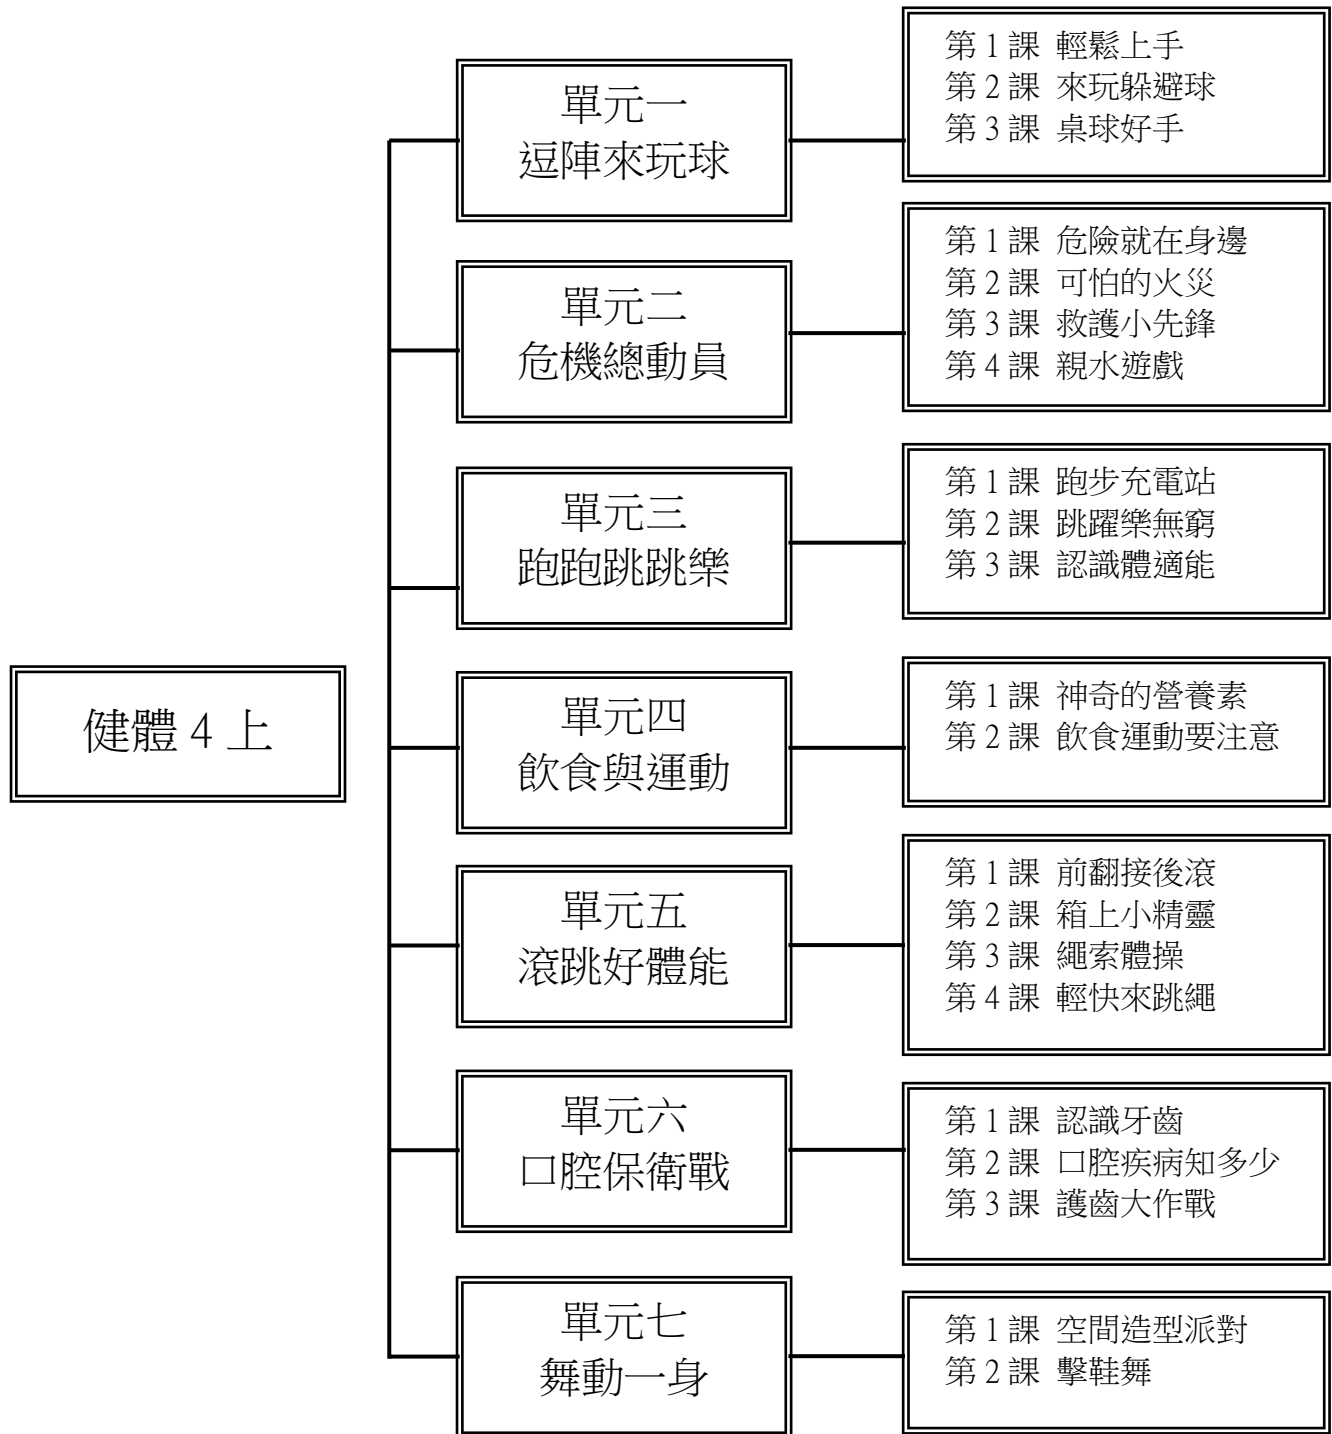 健體 4 上
單元一
逗陣來玩球
第 1 課 輕鬆上手
第 2 課 來玩躲避球
第 3 課 桌球好手
單元二
危機總動員
第 1 課 危險就在身邊
第 2 課 可怕的火災
第 3 課 救護小先鋒
第 4 課 親水遊戲
單元三
跑跑跳跳樂
第 1 課 跑步充電站
第 2 課 跳躍樂無窮
第 3 課 認識體適能
單元四
飲食與運動
第 1 課 神奇的營養素
第 2 課 飲食運動要注意
單元五
滾跳好體能
第 1 課 前翻接後滾
第 2 課 箱上小精靈
第 3 課 繩索體操
第 4 課 輕快來跳繩
單元六
口腔保衛戰
第 1 課 認識牙齒
第 2 課 口腔疾病知多少
第 3 課 護齒大作戰
單元七
舞動一身
第 1 課 空間造型派對
第 2 課 擊鞋舞